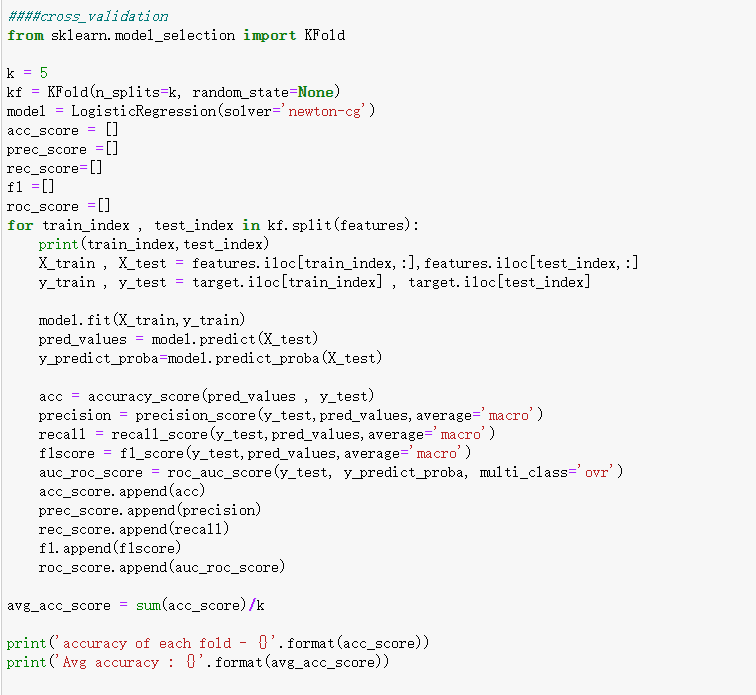 ####cross_validation
from sklearn.model_selection import KFold
k = 5
kf = KFold(n_splits=k, random_state=None)
model = LogisticRegression(solver='newton-cg')
acc_score = []
prec_score =[]
rec_score=[]
f1 =[]
roc_score =[]
for train_index , test_index in kf.split(features):
    print(train_index,test_index)
    X_train , X_test = features.iloc[train_index,:],features.iloc[test_index,:]
    y_train , y_test = target.iloc[train_index] , target.iloc[test_index]
    model.fit(X_train,y_train)
    pred_values = model.predict(X_test)
    y_predict_proba=model.predict_proba(X_test)
    acc = accuracy_score(pred_values , y_test)
    precision = precision_score(y_test,pred_values,average='macro')
    recall = recall_score(y_test,pred_values,average='macro')
    f1score = f1_score(y_test,pred_values,average='macro')
    auc_roc_score = roc_auc_score(y_test, y_predict_proba, multi_class='ovr')
    acc_score.append(acc)
    prec_score.append(precision)
    rec_score.append(recall)
    f1.append(f1score)
    roc_score.append(auc_roc_score)
avg_acc_score = sum(acc_score)/k
print('accuracy of each fold - {}'.format(acc_score))
print('Avg accuracy : {}'.format(avg_acc_score))